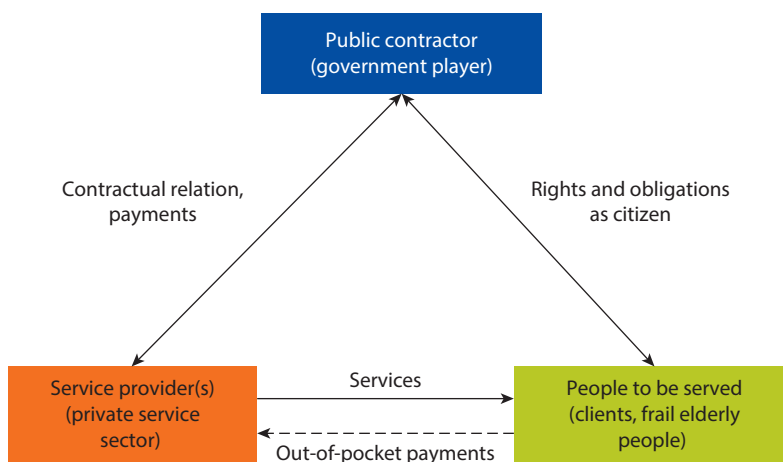 Public contractor
(government player)
Contractual relation,
payments
Rights and obligations
as citizen
Service provider(s)
(private service
sector)
Services
People to be served
(clients, frail elderly
people)
Out-of-pocket payments